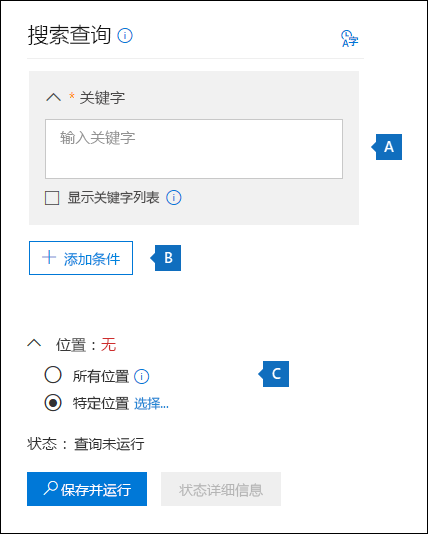 搜索查询
A字
* 关键字
输入关键字
A
显示关键字列表
+ 添加条件
B
位置：无
所有位置
C
特定位置 选择...
状态： 查询未运行
保存并运行 状态详细信息